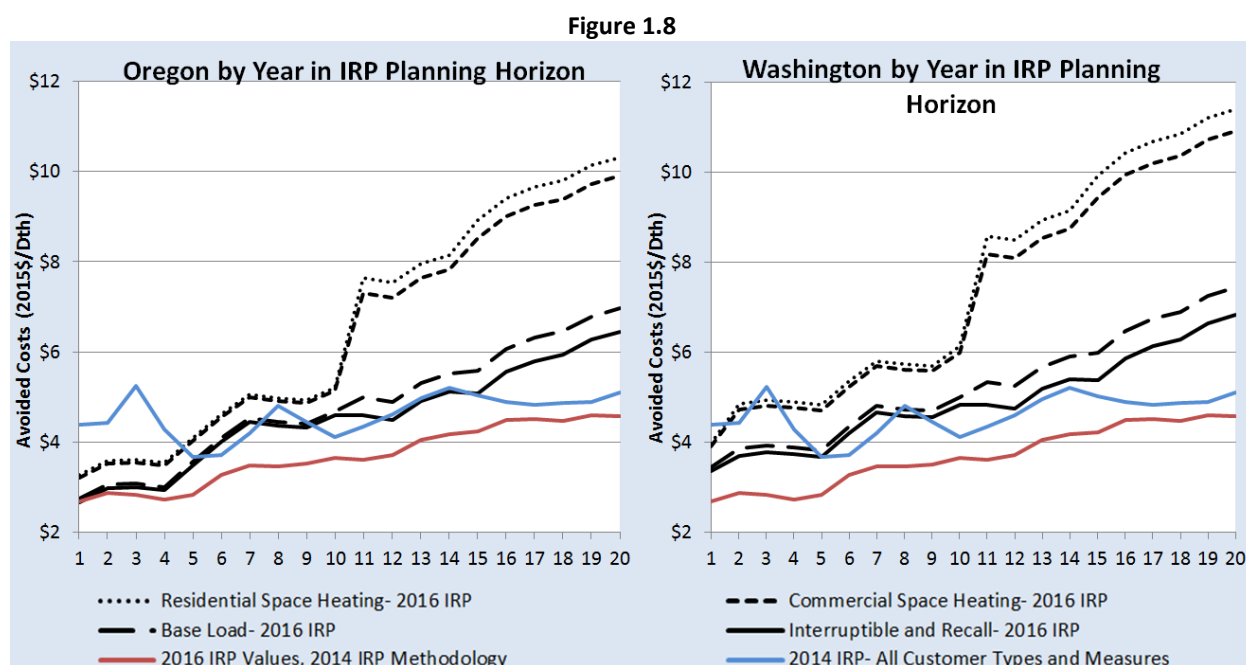 Figure 1.8
Oregon by Year in IRP Planning Horizon
Avoided Costs (2015$/Dth)
$12
$10
$8
$6
$4
$2
1 2 3 4 5 6 7 8 9 10 11 12 13 14 15 16 17 18 19 20
Washington by Year in IRP Planning
Horizon
Avoided Costs (2015$/Dth)
$12
$10
$8
$6
$4
$2
1 2 3 4 5 6 7 8 9 10 11 12 13 14 15 16 17 18 19 20
Residential Space Heating- 2016 IRP
Commercial Space Heating- 2016 IRP
Base Load- 2016 IRP
Interruptible and Recall- 2016 IRP
2016 IRP Values, 2014 IRP Methodology
2014 IRP- All Customer Types and Measures